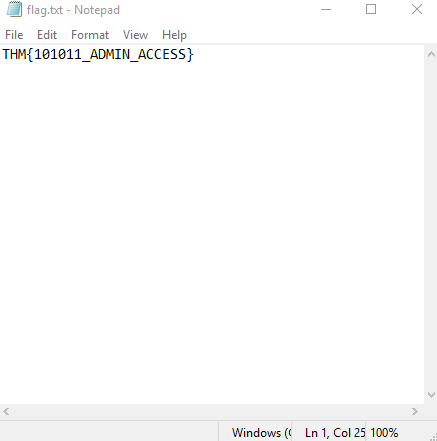 flag.txt - Notepad
File Edit Format View Help
THM{101011_ADMIN_ACCESS}
Windows (C Ln 1, Col 25 100%